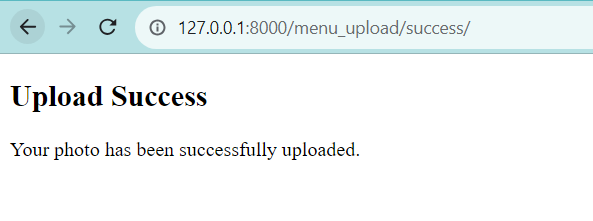 127.0.0.1:8000/menu_upload/success/
Upload Success
Your photo has been successfully uploaded.